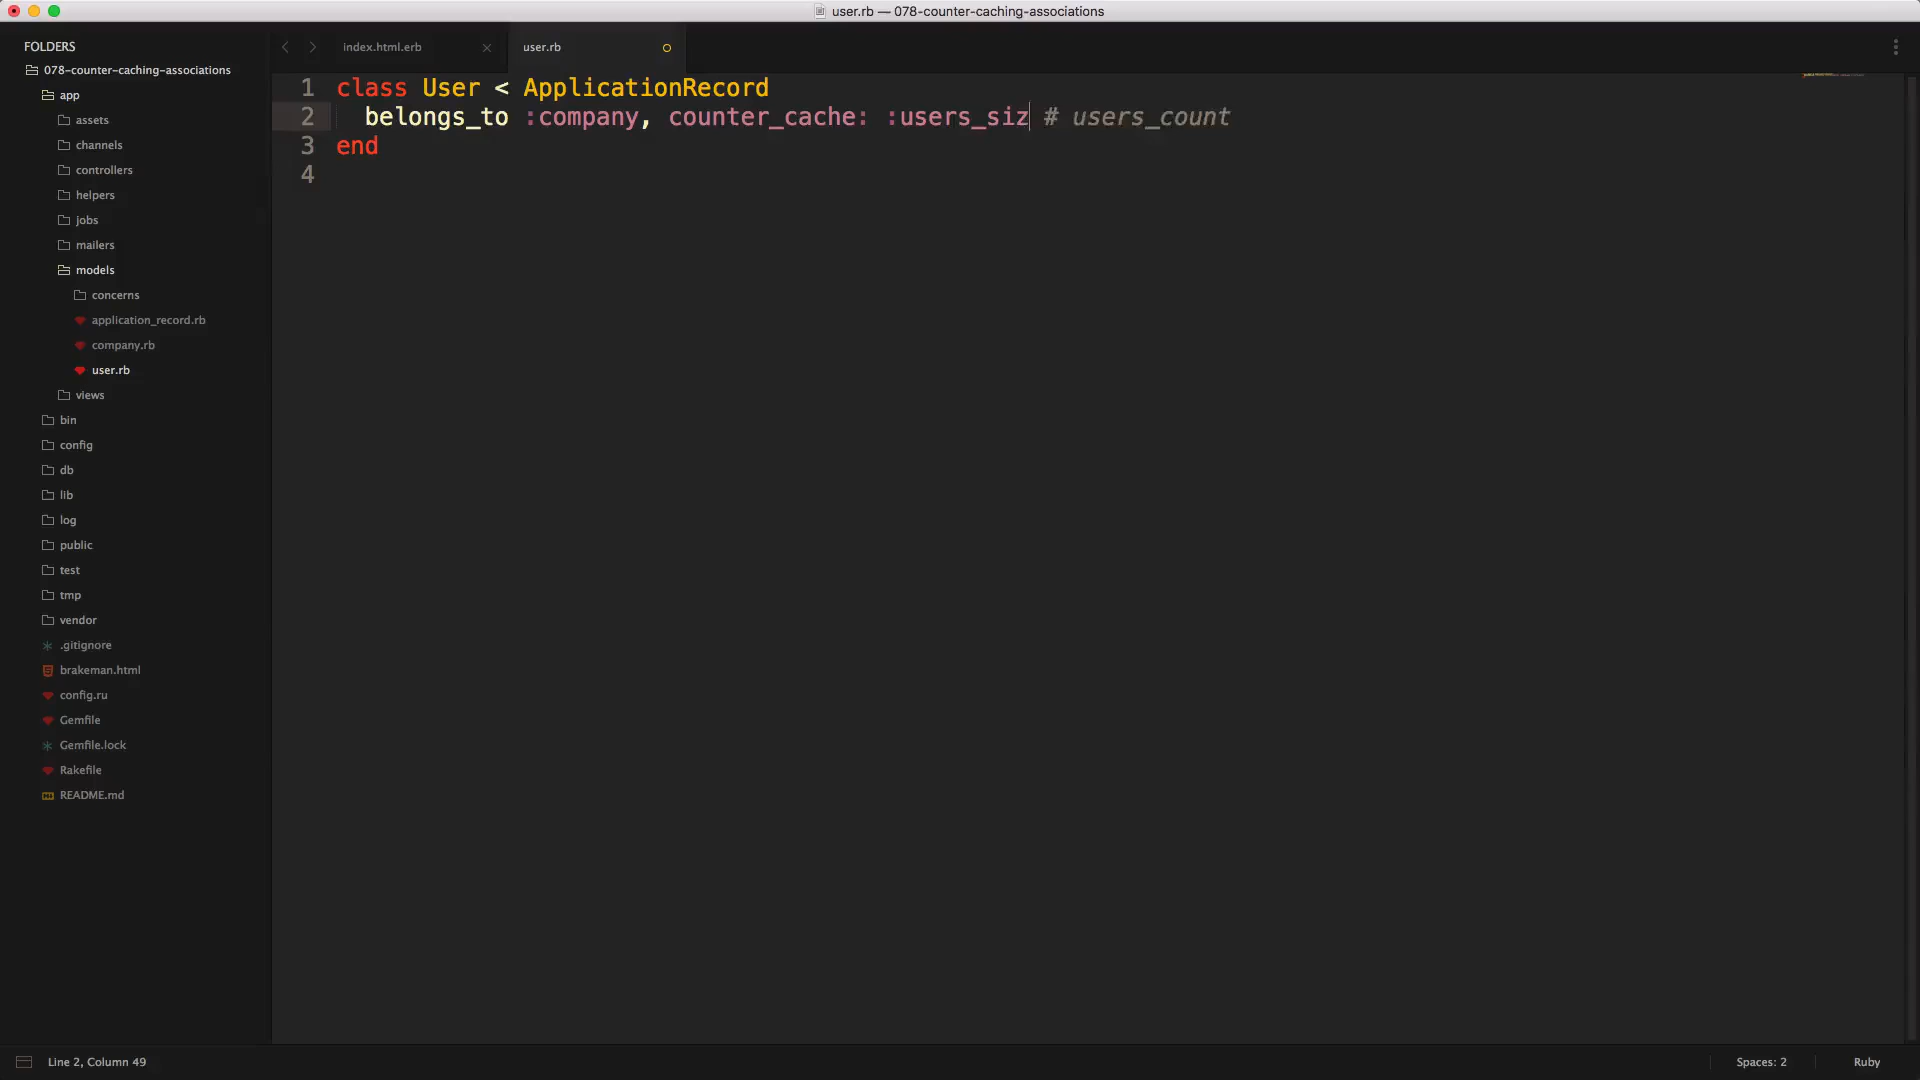 user.rb — 078-counter-caching-associations
FOLDERS
078-counter-caching-associations
app
assets
channels
controllers
helpers
jobs
mailers
models
concerns
application_record.rb
company.rb
user.rb
views
bin
config
db
lib
log
public
test
tmp
vendor
.gitignore
brakeman.html
config.ru
Gemfile
Gemfile.lock
Rakefile
README.md
index.html.erb
user.rb
1 class User < ApplicationRecord
2 belongs_to :company, counter_cache: :users_siz # users_count
3 end
4
Line 2, Column 49
Spaces: 2
Ruby